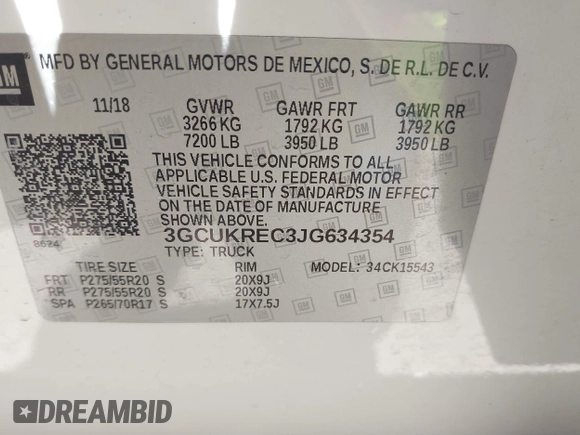 GM
MFD BY GENERAL MOTORS DE MEXICO, S. DE R.L. DE C.V.
11/18 GVWR GAWR FRT GAWR RR
3266 KG 1792 KG 1792 KG
7200 LB 3950 LB 3950 LB
THIS VEHICLE CONFORMS TO ALL
APPLICABLE U.S. FEDERAL MOTOR
VEHICLE SAFETY STANDARDS IN EFFECT
ON THE DATE OF MANUFACTURE
SHOWN ABOVE.
8624 3GCUKREC3JG634354
TYPE: TRUCK
TIRE SIZE RIM MODEL: 34CK15543
FRT P275/55R20 S 20X9J
RR P275/55R20 S 20X9J
SPA P265/70R17 S 17X7.5J
DREAMBID